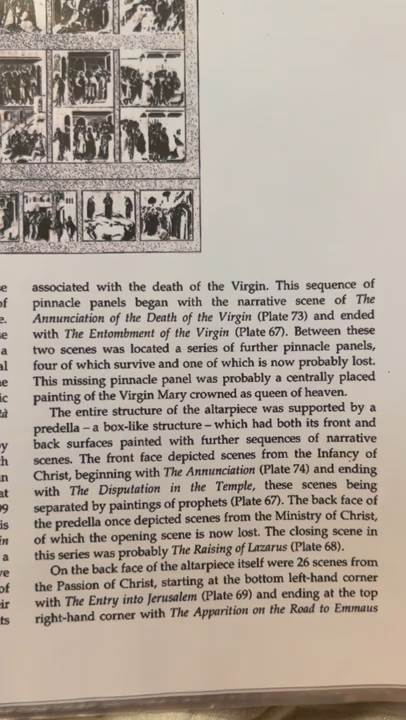 associated with the death of the Virgin. This sequence of
pinnacle panels began with the narrative scene of The
Annunciation of the Death of the Virgin (Plate 73) and ended
with The Entombment of the Virgin (Plate 67). Between these
two scenes was located a series of further pinnacle panels,
four of which survive and one of which is now probably lost.
This missing pinnacle panel was probably a centrally placed
painting of the Virgin Mary crowned as queen of heaven.
The entire structure of the altarpiece was supported by a
predella – a box-like structure – which had both its front and
back surfaces painted with further sequences of narrative
scenes. The front face depicted scenes from the Infancy of
Christ, beginning with The Annunciation (Plate 74) and ending
with The Disputation in the Temple, these scenes being
separated by paintings of prophets (Plate 67). The back face of
the predella once depicted scenes from the Ministry of Christ,
of which the opening scene is now lost. The closing scene in
this series was probably The Raising of Lazarus (Plate 68).
On the back face of the altarpiece itself were 26 scenes from
the Passion of Christ, starting at the bottom left-hand corner
with The Entry into Jerusalem (Plate 69) and ending at the top
right-hand corner with The Apparition on the Road to Emmaus